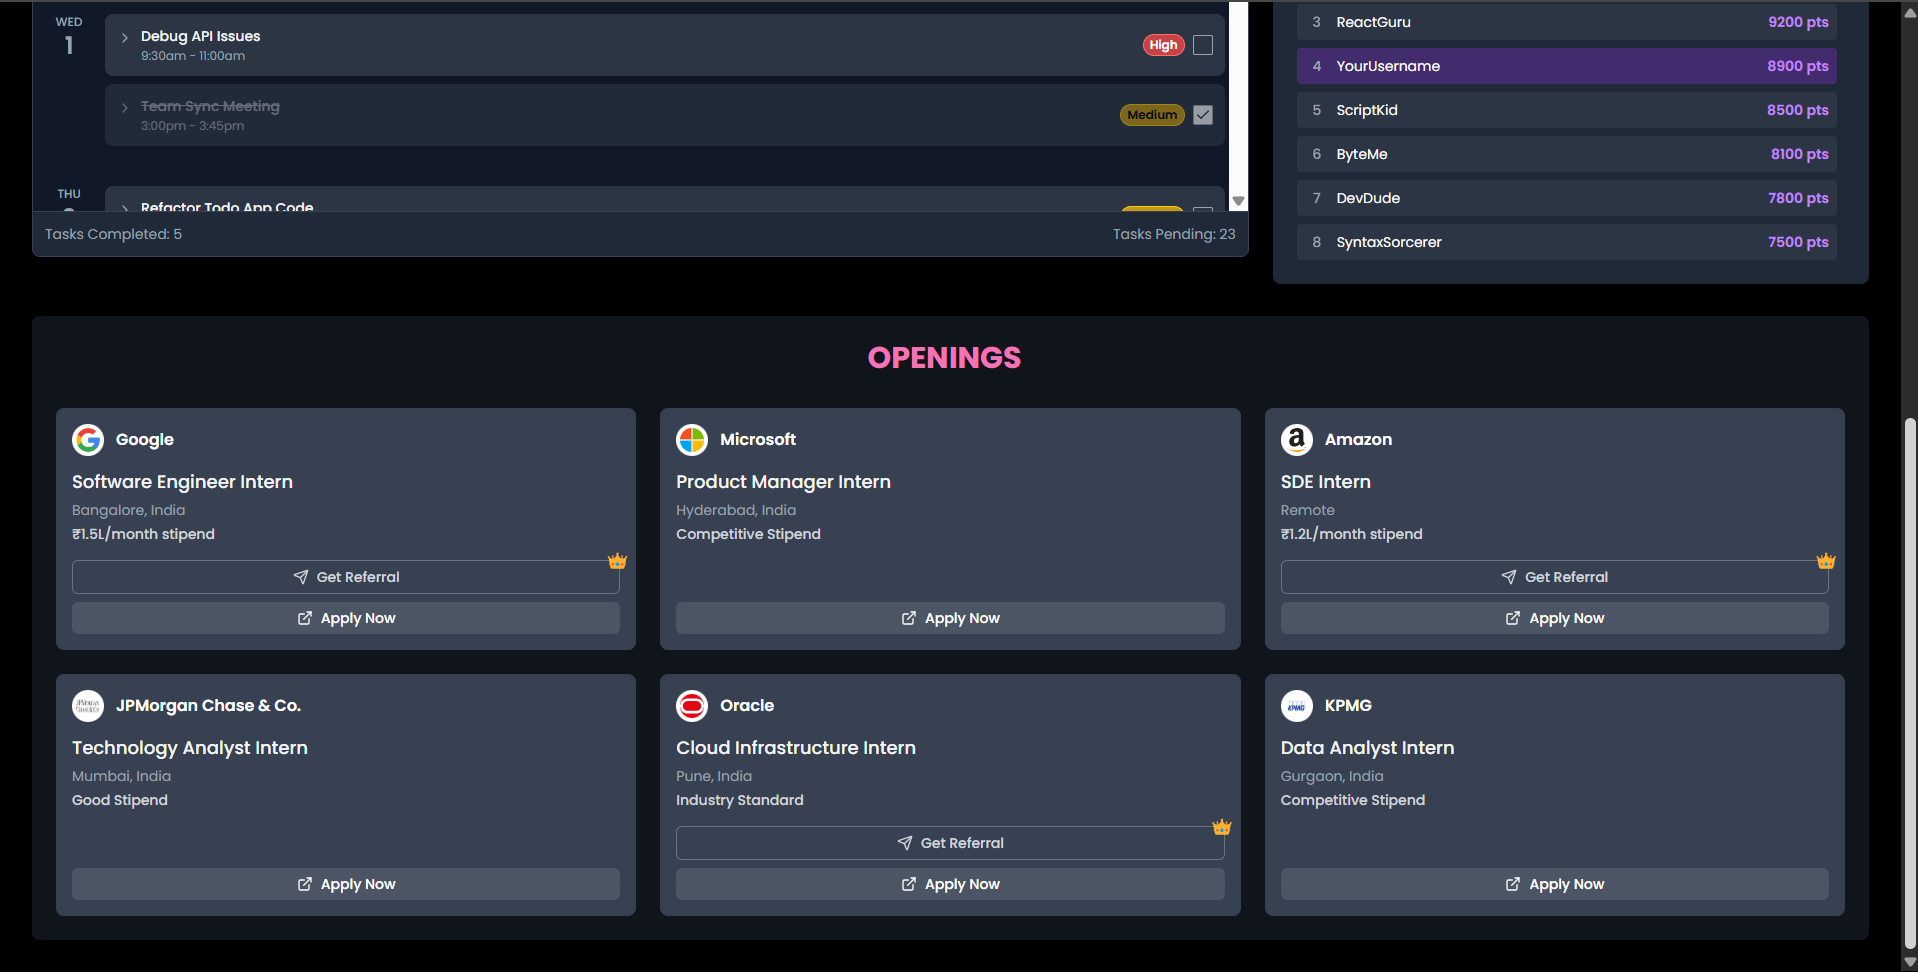 WED
1
Debug API Issues
9:30am - 11:00am
High
Team Sync Meeting
3:00pm - 3:45pm
Medium
THU
Refactor Todo App Code
Tasks Completed: 5
Tasks Pending: 23
3 ReactGuru 9200 pts
4 YourUsername 8900 pts
5 ScriptKid 8500 pts
6 ByteMe 8100 pts
7 DevDude 7800 pts
8 SyntaxSorcerer 7500 pts
OPENINGS
Google
Software Engineer Intern
Bangalore, India
₹1.5L/month stipend
Get Referral
Apply Now
Microsoft
Product Manager Intern
Hyderabad, India
Competitive Stipend
Apply Now
a Amazon
SDE Intern
Remote
₹1.2L/month stipend
Get Referral
Apply Now
JPMorgan Chase & Co.
Technology Analyst Intern
Mumbai, India
Good Stipend
Apply Now
Oracle
Cloud Infrastructure Intern
Pune, India
Industry Standard
Get Referral
Apply Now
KPMG KPMG
Data Analyst Intern
Gurgaon, India
Competitive Stipend
Apply Now